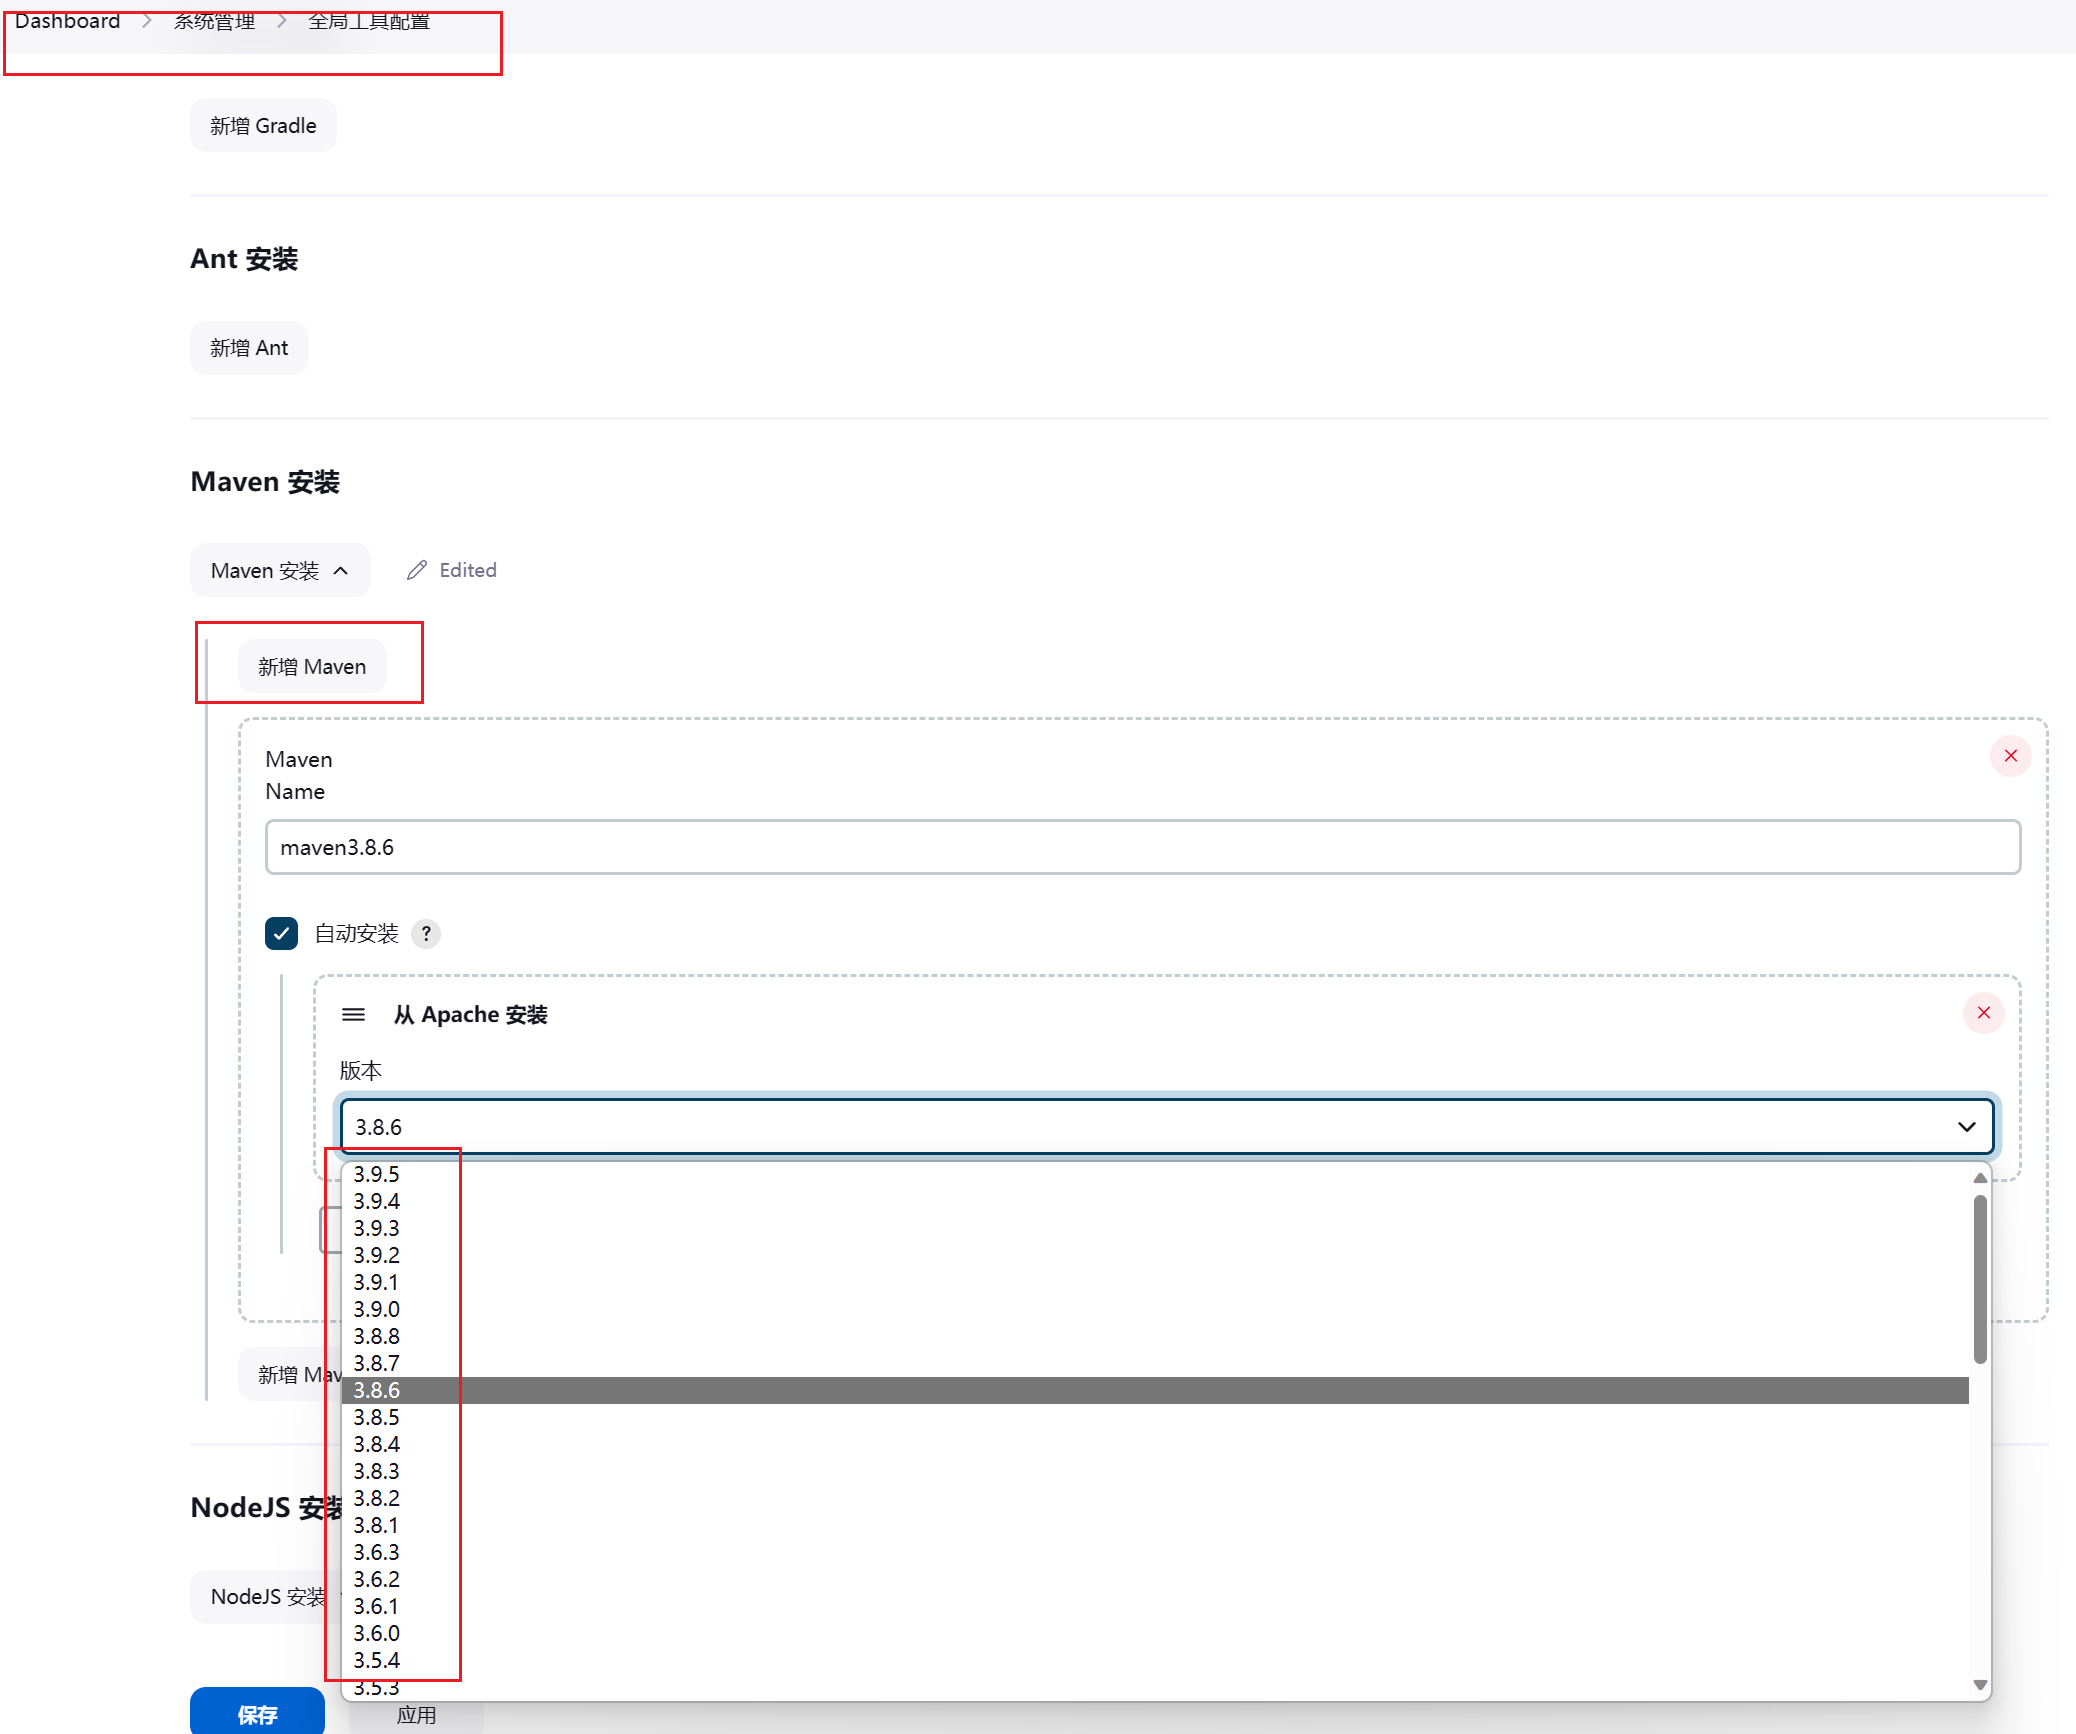 Dashboard > 系统管理 > 全局工具配置
新增 Gradle
Ant 安装
新增 Ant
Maven 安装
Maven 安装 Edited
新增 Maven
Maven
Name
maven3.8.6
自动安装 ?
从 Apache 安装
版本
3.8.6
3.9.5
3.9.4
3.9.3
3.9.2
3.9.1
3.9.0
3.8.8
3.8.7
新增 Mav
3.8.6
3.8.5
3.8.4
3.8.3
3.8.2
NodeJS 安装
3.8.1
3.6.3
3.6.2
NodeJS 安装
3.6.1
3.6.0
3.5.4
3.5.3
保存 应用